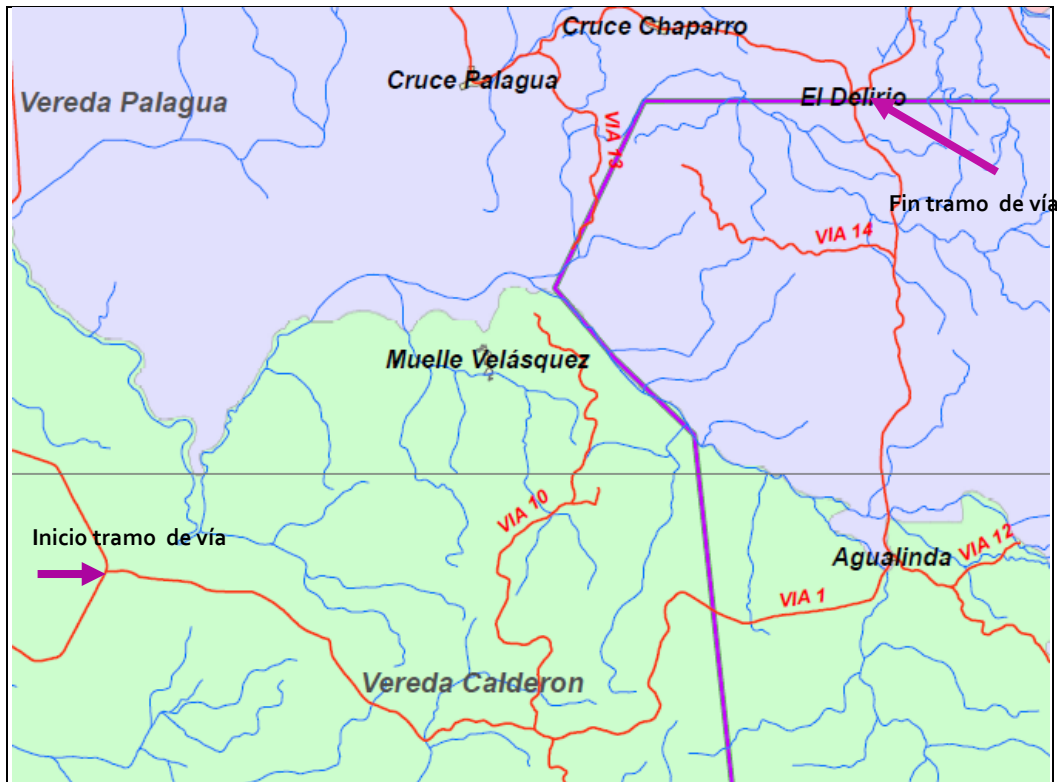 Cruce Chaparro
Cruce Palagua
Vereda Palagua
El Delirio
VIA 13
Fin tramo de vía
VIA 14
Muelle Velásquez
VIA 10
Inicio tramo de vía
Agualinda
VIA 12
VIA 1
Vereda Calderon